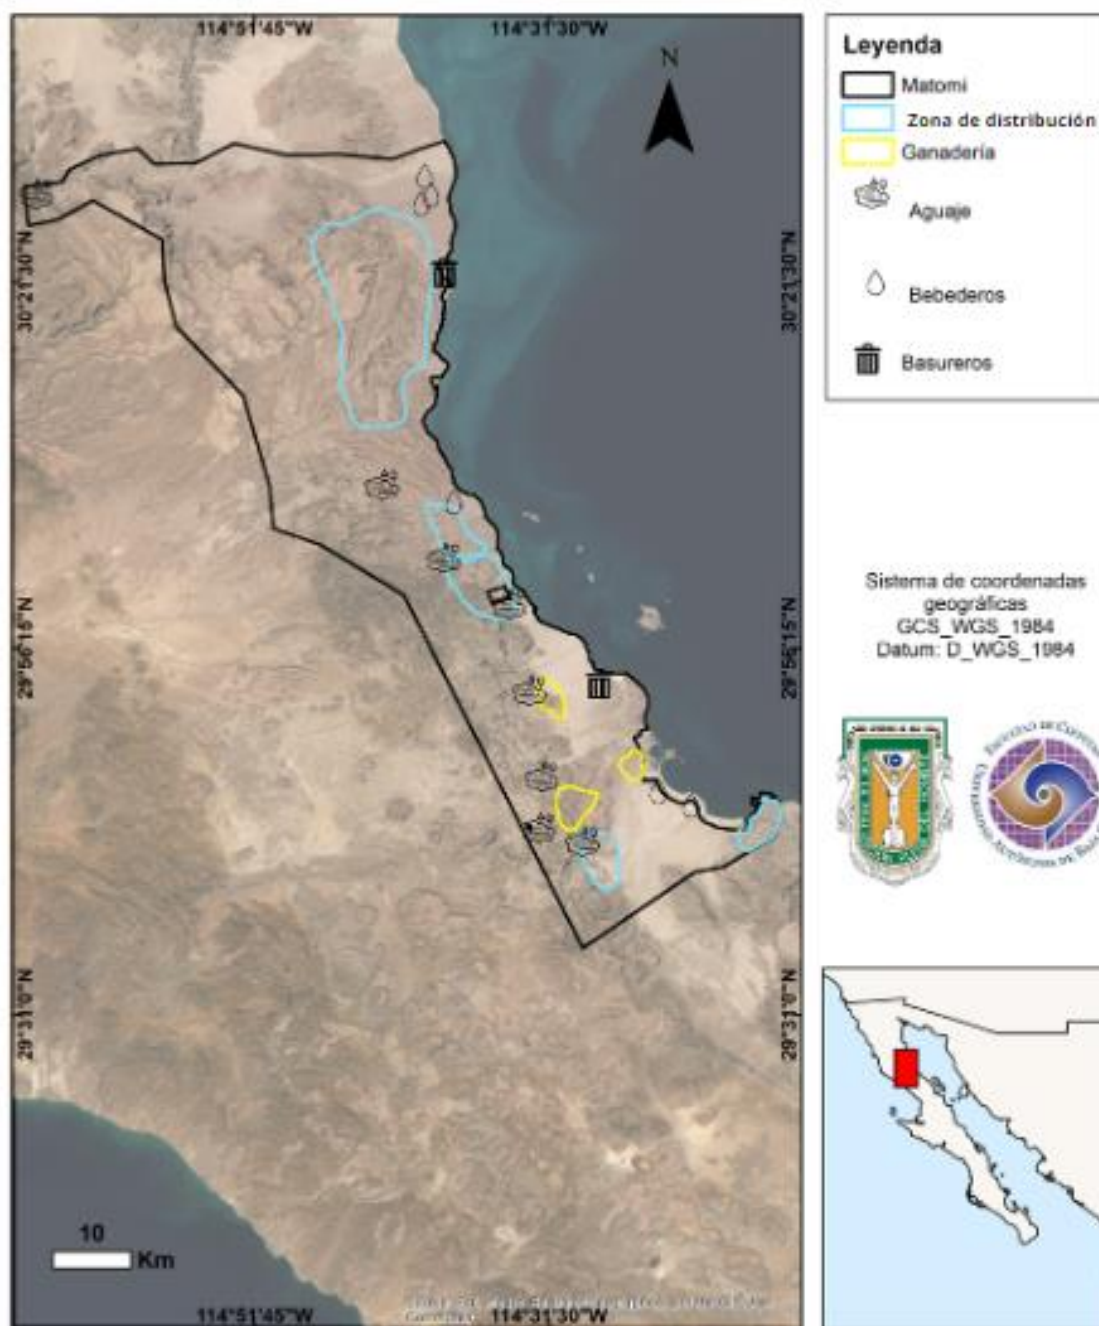 114°51'45"W
114°31'30"W
N
30°21'30"N
30°21'30"N
29°56'15"N
29°56'15"N
29°31'0"N
29°31'0"N
10
Km
114°51'45"W
114°31'30"W
Leyenda
Matomi
Zona de distribución
Ganadería
Aguaje
Bebederos
Basureros
Sistema de coordenadas
geográficas
GCS_WGS_1984
Datum: D_WGS_1984